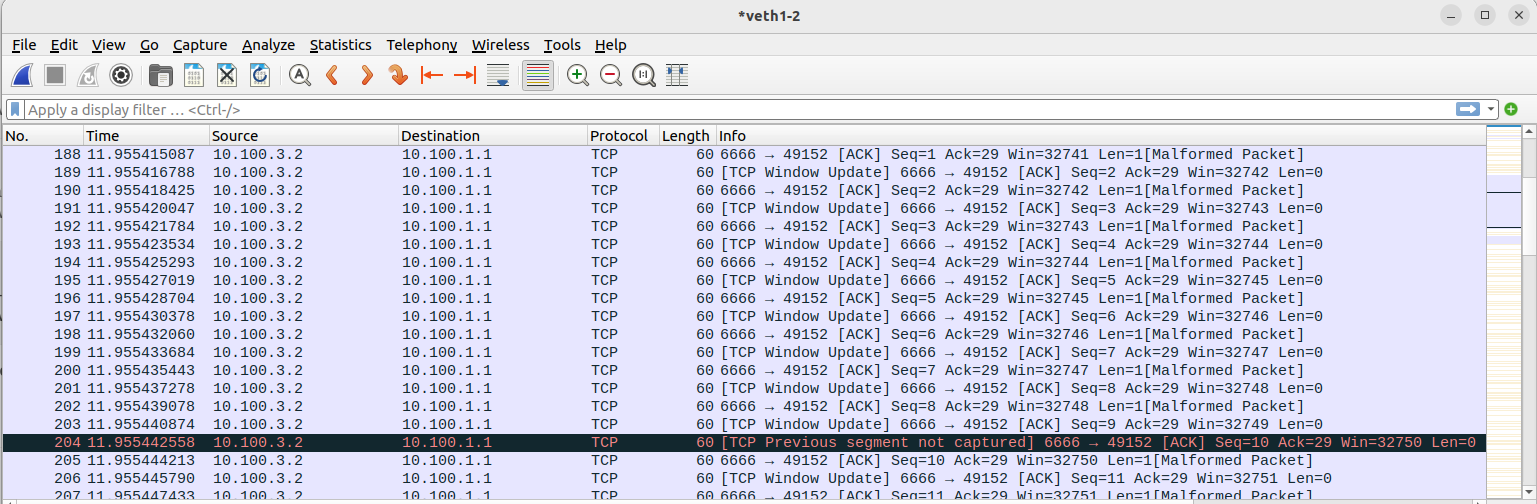 *veth1-2
File Edit View Go Capture Analyze Statistics Telephony Wireless Tools Help
Apply a display filter … <Ctrl-/>
No. Time Source Destination Protocol Length Info
188 11.955415087 10.100.3.2 10.100.1.1 TCP 60 6666 → 49152 [ACK] Seq=1 Ack=29 Win=32741 Len=1[Malformed Packet]
189 11.955416788 10.100.3.2 10.100.1.1 TCP 60 [TCP Window Update] 6666 → 49152 [ACK] Seq=2 Ack=29 Win=32742 Len=0
190 11.955418425 10.100.3.2 10.100.1.1 TCP 60 6666 → 49152 [ACK] Seq=2 Ack=29 Win=32742 Len=1[Malformed Packet]
191 11.955420047 10.100.3.2 10.100.1.1 TCP 60 [TCP Window Update] 6666 → 49152 [ACK] Seq=3 Ack=29 Win=32743 Len=0
192 11.955421784 10.100.3.2 10.100.1.1 TCP 60 6666 → 49152 [ACK] Seq=3 Ack=29 Win=32743 Len=1[Malformed Packet]
193 11.955423534 10.100.3.2 10.100.1.1 TCP 60 [TCP Window Update] 6666 → 49152 [ACK] Seq=4 Ack=29 Win=32744 Len=0
194 11.955425293 10.100.3.2 10.100.1.1 TCP 60 6666 → 49152 [ACK] Seq=4 Ack=29 Win=32744 Len=1[Malformed Packet]
195 11.955427019 10.100.3.2 10.100.1.1 TCP 60 [TCP Window Update] 6666 → 49152 [ACK] Seq=5 Ack=29 Win=32745 Len=0
196 11.955428704 10.100.3.2 10.100.1.1 TCP 60 6666 → 49152 [ACK] Seq=5 Ack=29 Win=32745 Len=1[Malformed Packet]
197 11.955430378 10.100.3.2 10.100.1.1 TCP 60 [TCP Window Update] 6666 → 49152 [ACK] Seq=6 Ack=29 Win=32746 Len=0
198 11.955432060 10.100.3.2 10.100.1.1 TCP 60 6666 → 49152 [ACK] Seq=6 Ack=29 Win=32746 Len=1[Malformed Packet]
199 11.955433684 10.100.3.2 10.100.1.1 TCP 60 [TCP Window Update] 6666 → 49152 [ACK] Seq=7 Ack=29 Win=32747 Len=0
200 11.955435443 10.100.3.2 10.100.1.1 TCP 60 6666 → 49152 [ACK] Seq=7 Ack=29 Win=32747 Len=1[Malformed Packet]
201 11.955437278 10.100.3.2 10.100.1.1 TCP 60 [TCP Window Update] 6666 → 49152 [ACK] Seq=8 Ack=29 Win=32748 Len=0
202 11.955439078 10.100.3.2 10.100.1.1 TCP 60 6666 → 49152 [ACK] Seq=8 Ack=29 Win=32748 Len=1[Malformed Packet]
203 11.955440874 10.100.3.2 10.100.1.1 TCP 60 [TCP Window Update] 6666 → 49152 [ACK] Seq=9 Ack=29 Win=32749 Len=0
204 11.955442558 10.100.3.2 10.100.1.1 TCP 60 [TCP Previous segment not captured] 6666 → 49152 [ACK] Seq=10 Ack=29 Win=32750 Len=0
205 11.955444213 10.100.3.2 10.100.1.1 TCP 60 6666 → 49152 [ACK] Seq=10 Ack=29 Win=32750 Len=1[Malformed Packet]
206 11.955445790 10.100.3.2 10.100.1.1 TCP 60 [TCP Window Update] 6666 → 49152 [ACK] Seq=11 Ack=29 Win=32751 Len=0
207 11.955447433 10.100.3.2 10.100.1.1 TCP 60 6666 → 49152 [ACK] Seq=11 Ack=29 Win=32751 Len=1[Malformed Packet]